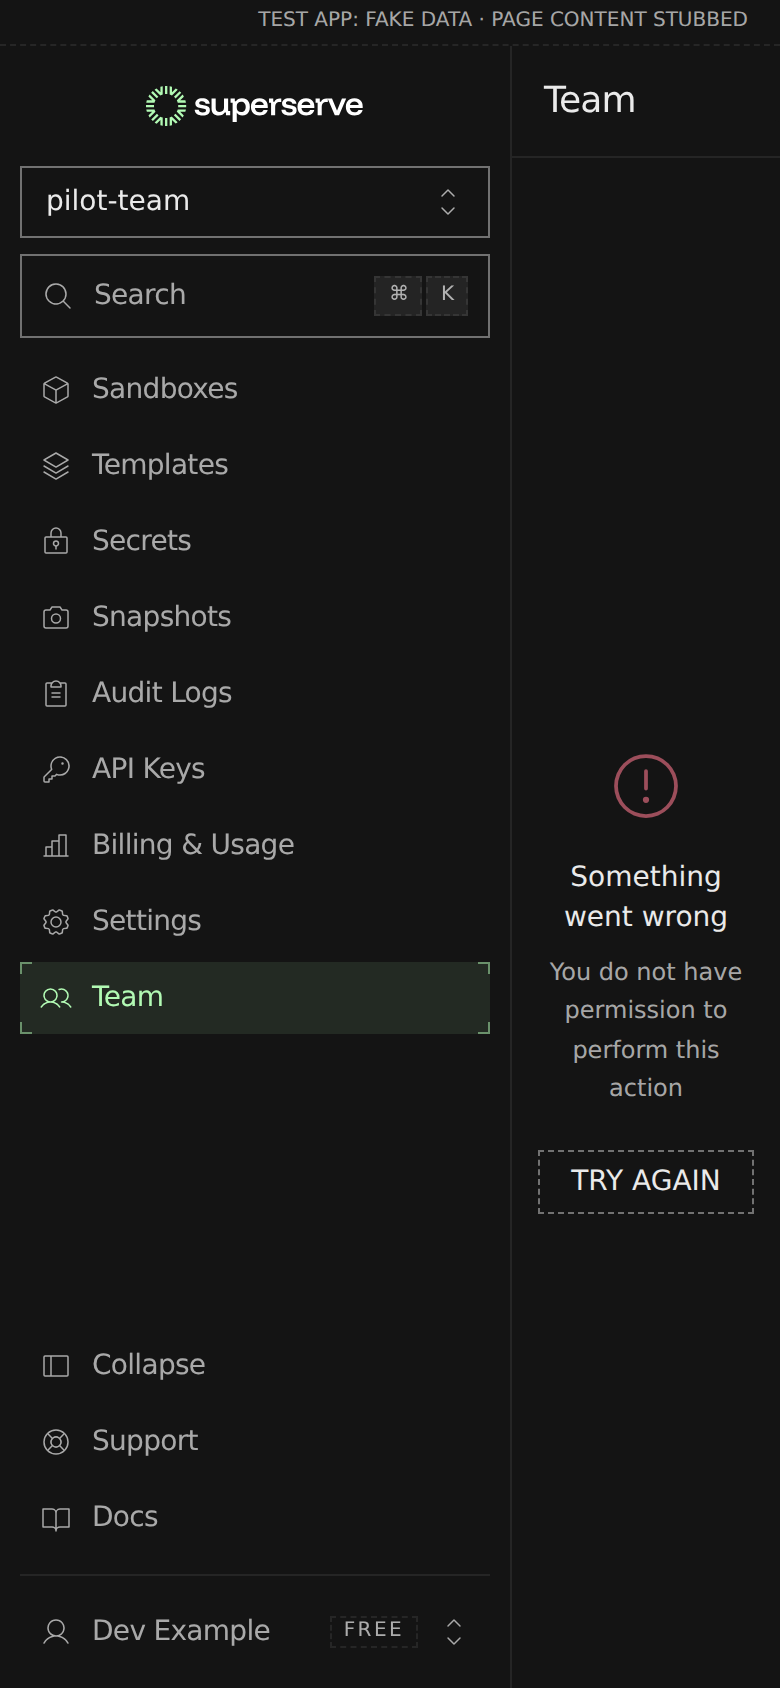 TEST APP: FAKE DATA · PAGE CONTENT STUBBED
superserve
pilot-team
Search ⌘ K
Sandboxes
Templates
Secrets
Snapshots
Audit Logs
API Keys
Billing & Usage
Settings
Team
Collapse
Support
Docs
Dev Example FREE
Team
Something
went wrong
You do not have
permission to
perform this
action
TRY AGAIN